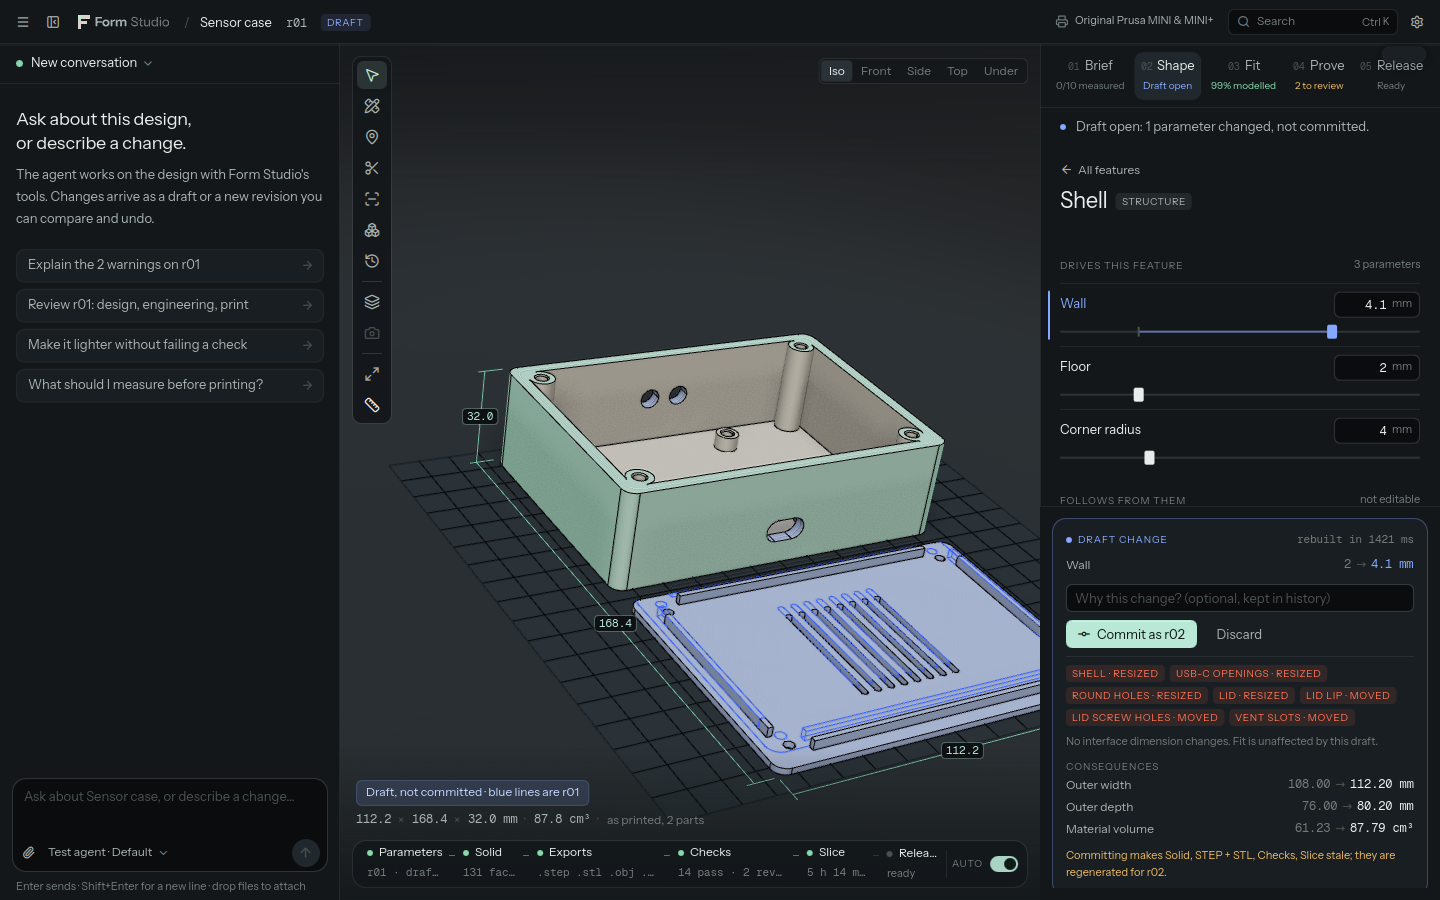 Form Studio / Sensor case r01 DRAFT
Original Prusa MINI & MINI+
Search Ctrl K
New conversation
Ask about this design,
or describe a change.
The agent works on the design with Form Studio's
tools. Changes arrive as a draft or a new revision you
can compare and undo.
Explain the 2 warnings on r01 →
Review r01: design, engineering, print →
Make it lighter without failing a check →
What should I measure before printing? →
Ask about Sensor case, or describe a change...
Test agent · Default
Enter sends · Shift+Enter for a new line · drop files to attach
Iso Front Side Top Under
32.0
168.4
112.2
Draft, not committed · blue lines are r01
112.2 × 168.4 × 32.0 mm · 87.8 cm³ · as printed, 2 parts
Parameters – Solid – Exports – Checks – Slice – Relea...
r01 · draf… 131 fac… .step .stl .obj .… 14 pass · 2 rev… 5 h 14 m… ready
AUTO
01 Brief 02 Shape 03 Fit 04 Prove 05 Release
0/10 measured Draft open 99% modelled 2 to review Ready
Draft open: 1 parameter changed, not committed.
← All features
Shell STRUCTURE
DRIVES THIS FEATURE 3 parameters
Wall 4.1 mm
Floor 2 mm
Corner radius 4 mm
FOLLOWS FROM THEM not editable
DRAFT CHANGE rebuilt in 1421 ms
Wall 2 → 4.1 mm
Why this change? (optional, kept in history)
Commit as r02 Discard
SHELL · RESIZED USB-C OPENINGS · RESIZED
ROUND HOLES · RESIZED LID · RESIZED LID LIP · MOVED
LID SCREW HOLES · MOVED VENT SLOTS · MOVED
No interface dimension changes. Fit is unaffected by this draft.
CONSEQUENCES
Outer width 108.00 → 112.20 mm
Outer depth 76.00 → 80.20 mm
Material volume 61.23 → 87.79 cm³
Committing makes Solid, STEP + STL, Checks, Slice stale; they are
regenerated for r02.